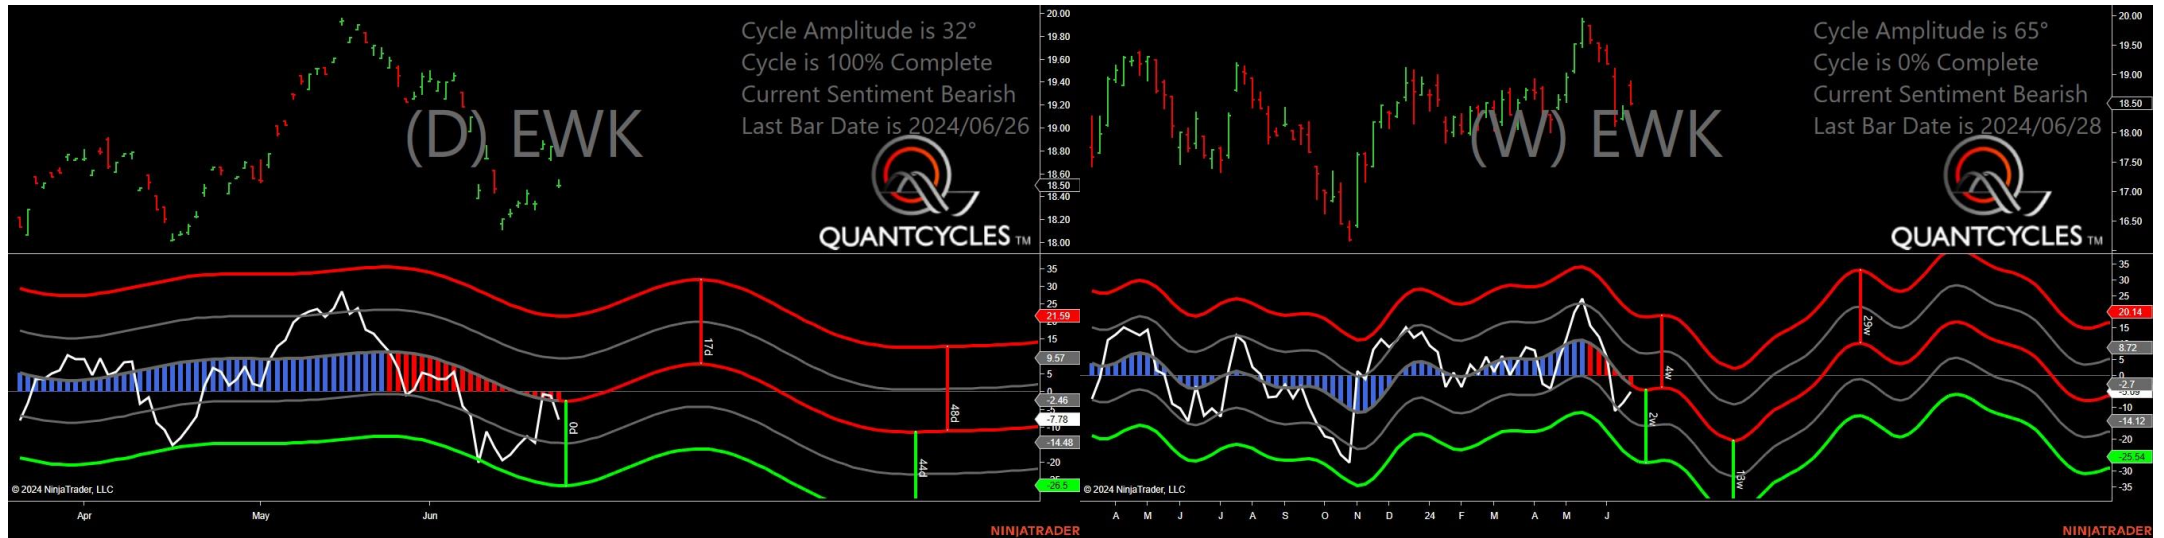 Cycle Amplitude is 32°
Cycle is 100% Complete
Current Sentiment Bearish
Last Bar Date is 2024/06/26
(D) EWK
QUANTCYCLES TM
20.00
19.80
19.60
19.40
19.20
19.00
18.80
18.60
18.50
18.40
18.20
18.00
35
30
25
21.59
15
9.57
5
0
-2.46
-7.78
-10
-14.48
-20
-26.5
17d
0d
48d
44d
© 2024 NinjaTrader, LLC
Apr May Jun
NINJATRADER
Cycle Amplitude is 65°
Cycle is 0% Complete
Current Sentiment Bearish
Last Bar Date is 2024/06/28
(W) EWK
QUANTCYCLES TM
20.00
19.50
19.00
18.50
18.00
17.50
17.00
16.50
35
30
25
20.14
15
8.72
5
0
-2.7
-5.09
-10
-14.12
-20
-25.54
-30
-35
29w
4w
2w
18w
© 2024 NinjaTrader, LLC
A M J J A S O N D 24 F M A M J
NINJATRADER